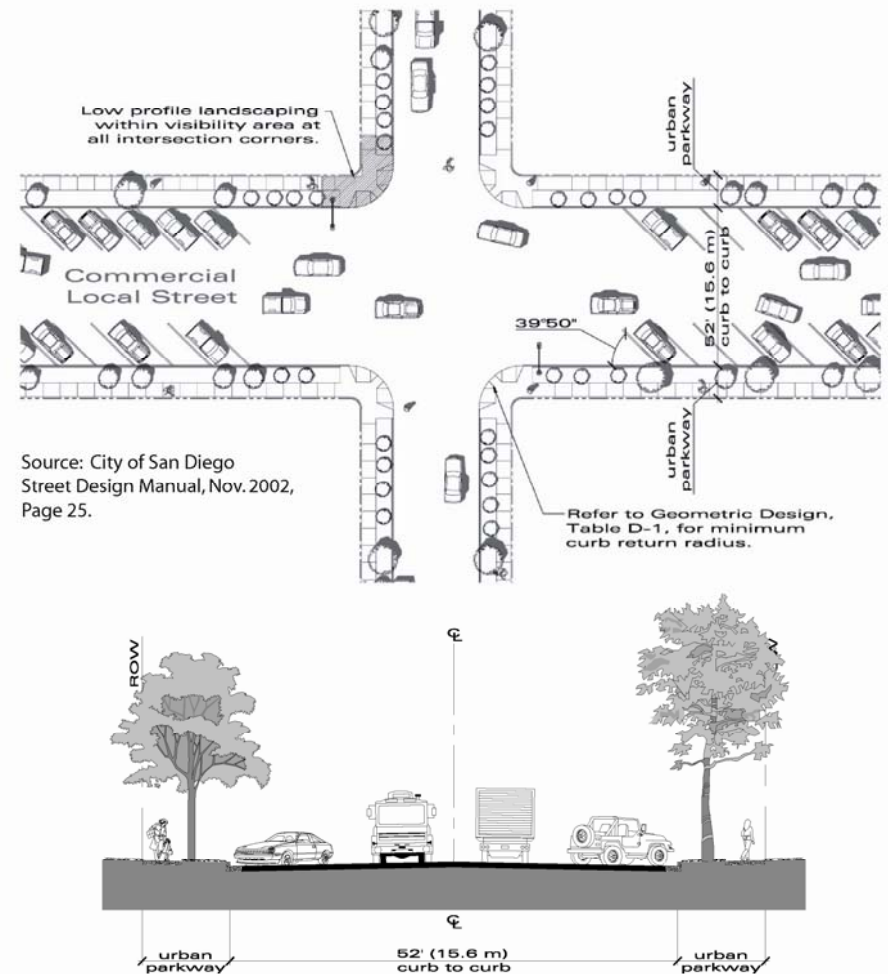 Low profile landscaping
within visibility area at
all intersection corners.
urban
parkway
Commercial
Local Street
52' (15.6 m)
curb to curb
39°50"
urban
parkway
Source: City of San Diego
Street Design Manual, Nov. 2002,
Page 25.
Refer to Geometric Design,
Table D-1, for minimum
curb return radius.
ROW
℄
℄
urban
parkway
52' (15.6 m)
curb to curb
urban
parkway